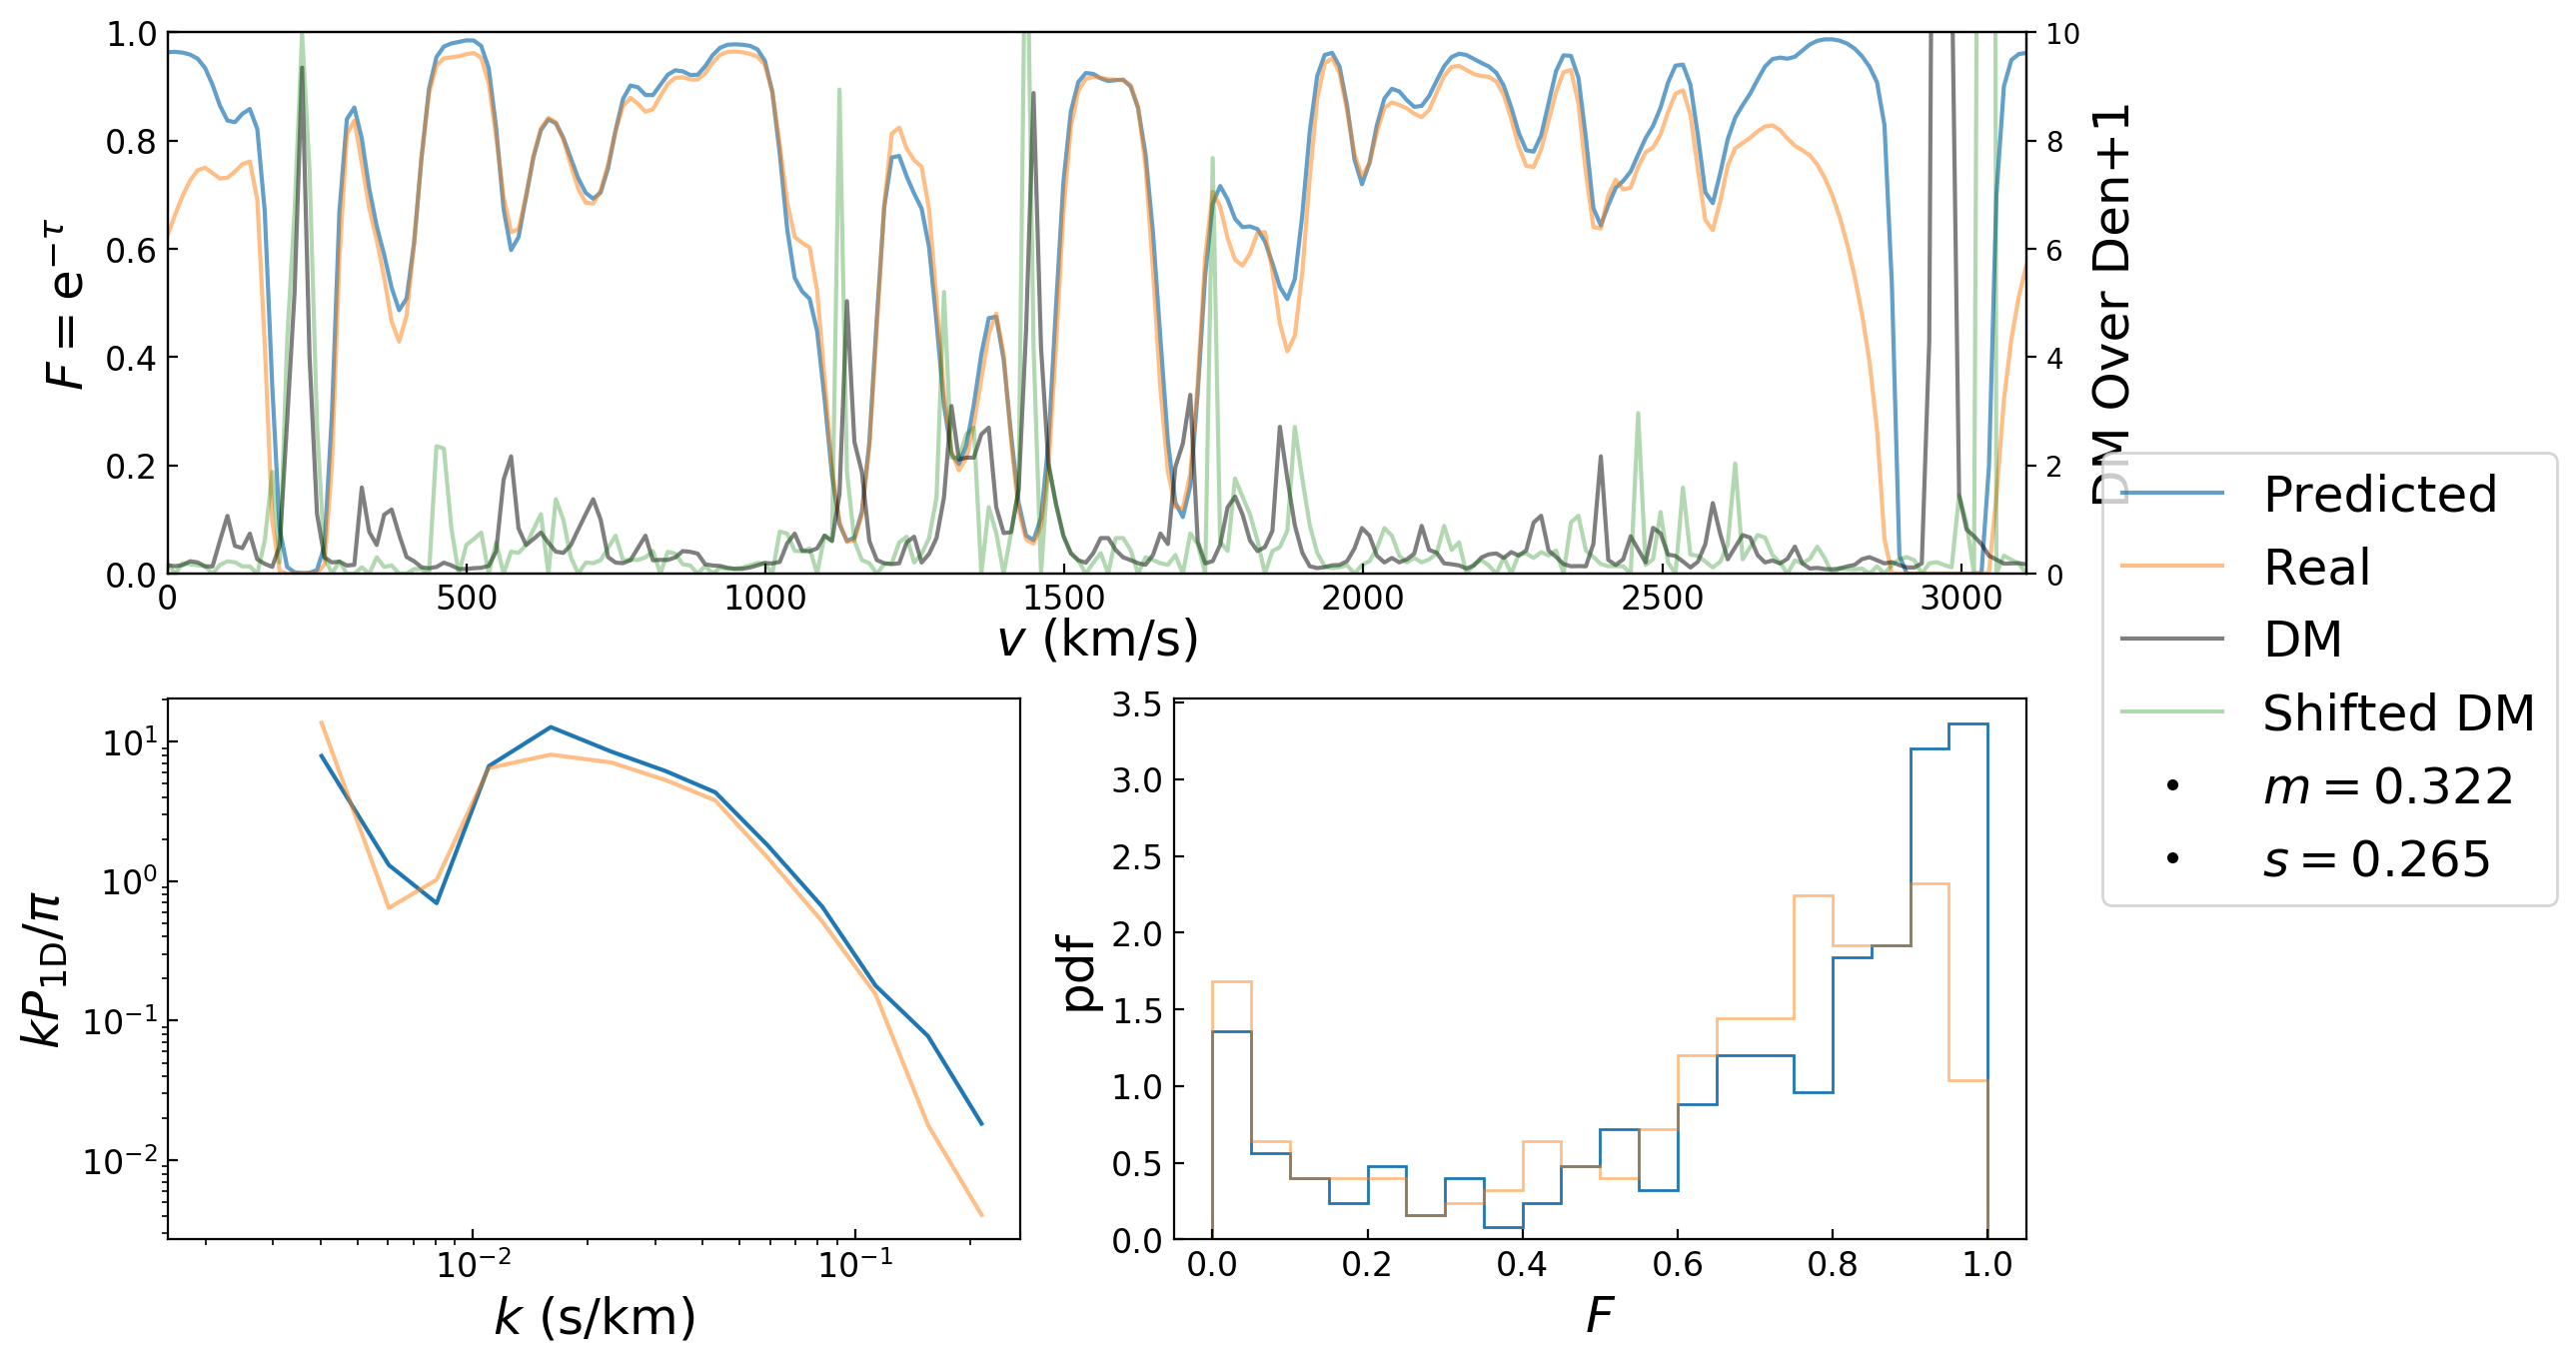 1.0
0.8
0.6
0.4
0.2
0.0
F = e^{−τ}
10
8
6
4
2
0
DM Over Den+1
0 500 1000 1500 2000 2500 3000
v (km/s)
Predicted
Real
DM
Shifted DM
m = 0.322
s = 0.265
10^1
10^0
10^{−1}
10^{−2}
kP_{1D}/π
10^{−2} 10^{−1}
k (s/km)
3.5
3.0
2.5
2.0
1.5
1.0
0.5
0.0
pdf
0.0 0.2 0.4 0.6 0.8 1.0
F